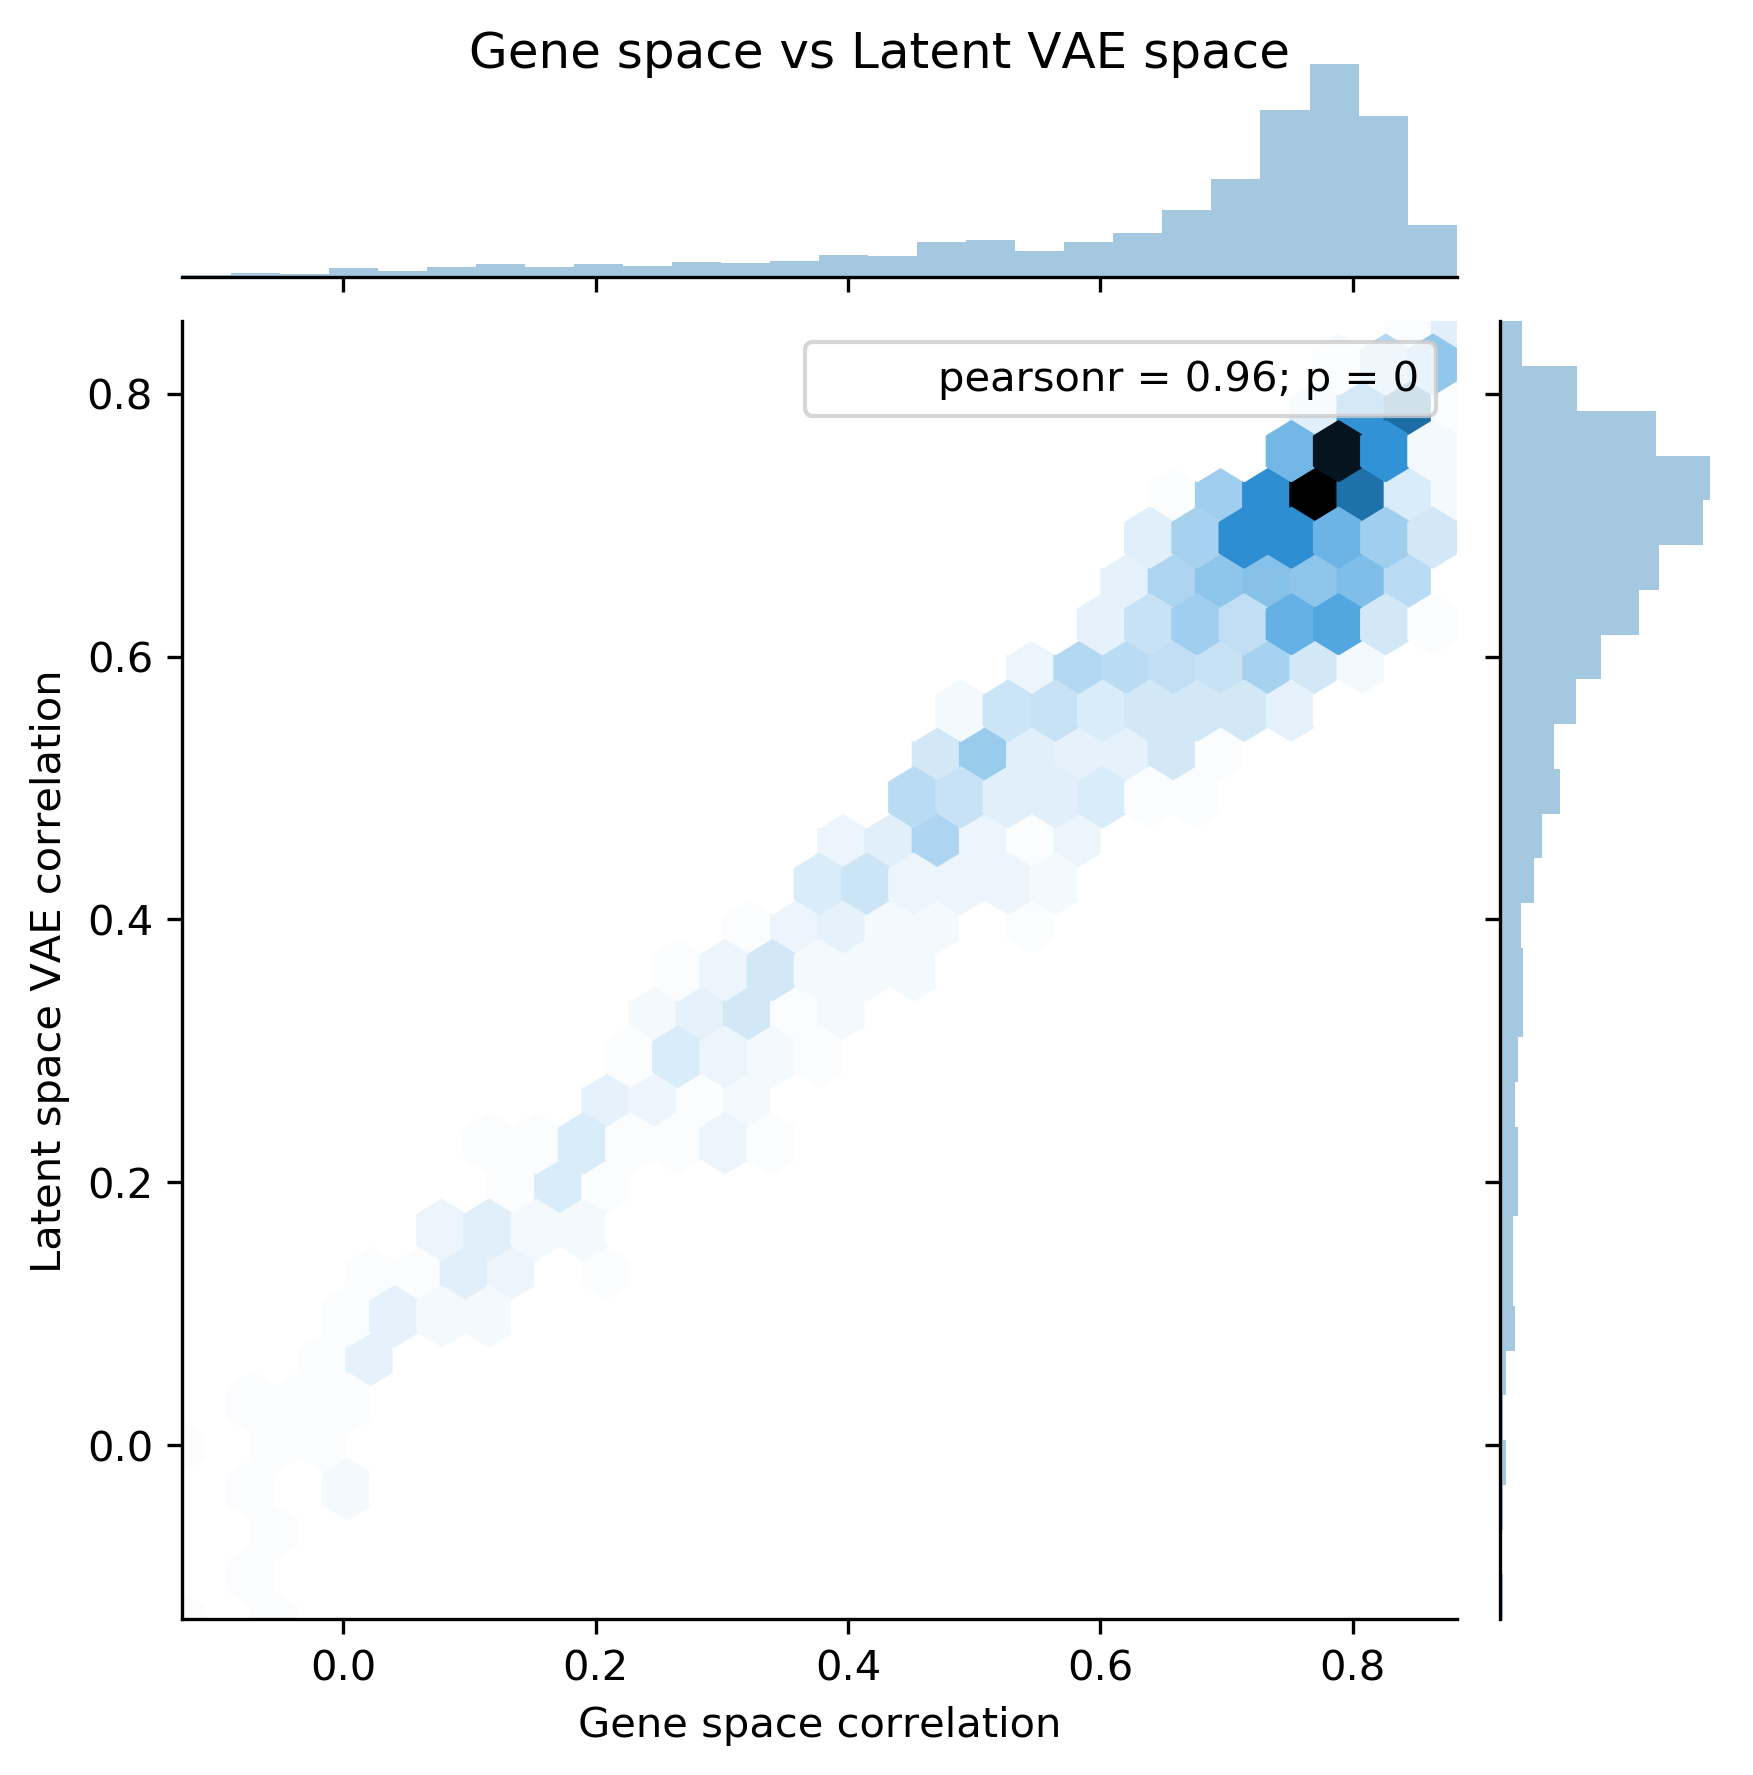 Gene space vs Latent VAE space
pearsonr = 0.96; p = 0
0.8
0.6
0.4
0.2
0.0
Latent space VAE correlation
0.0 0.2 0.4 0.6 0.8
Gene space correlation